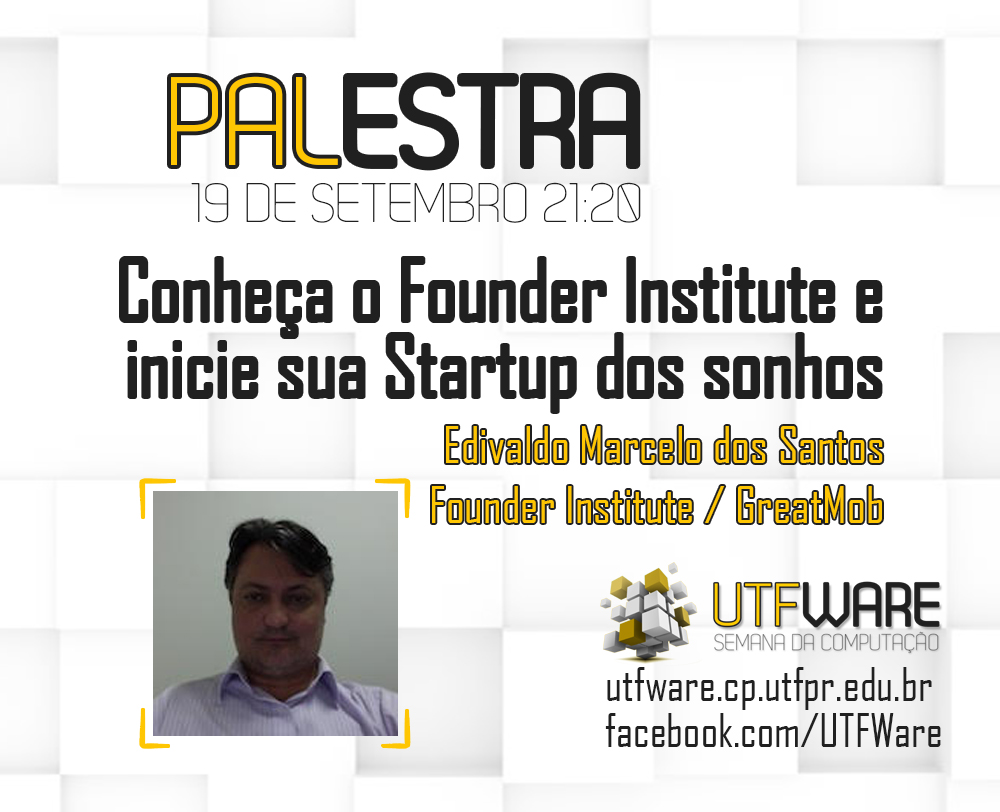 PALESTRA
19 DE SETEMBRO 21:20
Conheça o Founder Institute e
inicie sua Startup dos sonhos
Edivaldo Marcelo dos Santos
Founder Institute / GreatMob
UTFWARE
SEMANA DA COMPUTAÇÃO
utfware.cp.utfpr.edu.br
facebook.com/UTFWare